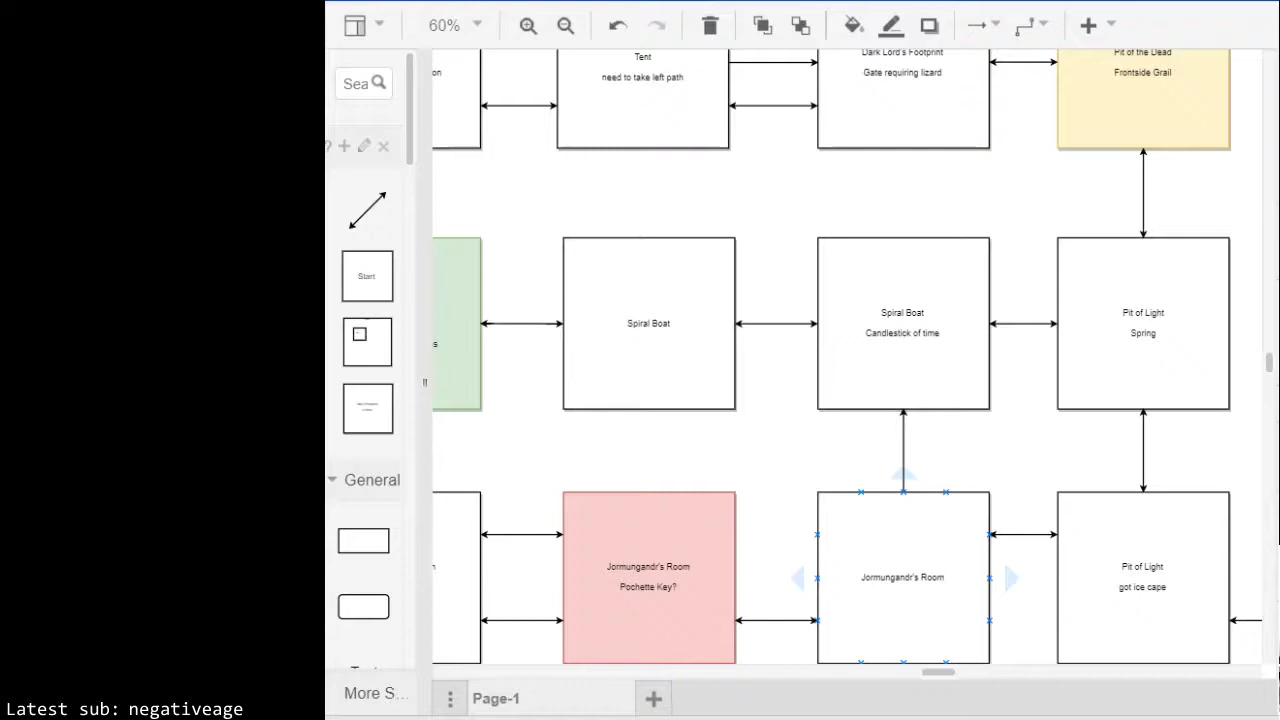 60%
Sea
Tent
need to take left path
Dark Lord's Footprint
Gate requiring lizard
Pit of the Dead
Frontside Grail
on
?
Start
s
Spiral Boat
Spiral Boat
Candlestick of time
Pit of Light
Spring
General
Jormungandr's Room
Pochette Key?
Jormungandr's Room
Pit of Light
got ice cape
More S...
Page-1
Latest sub: negativeage